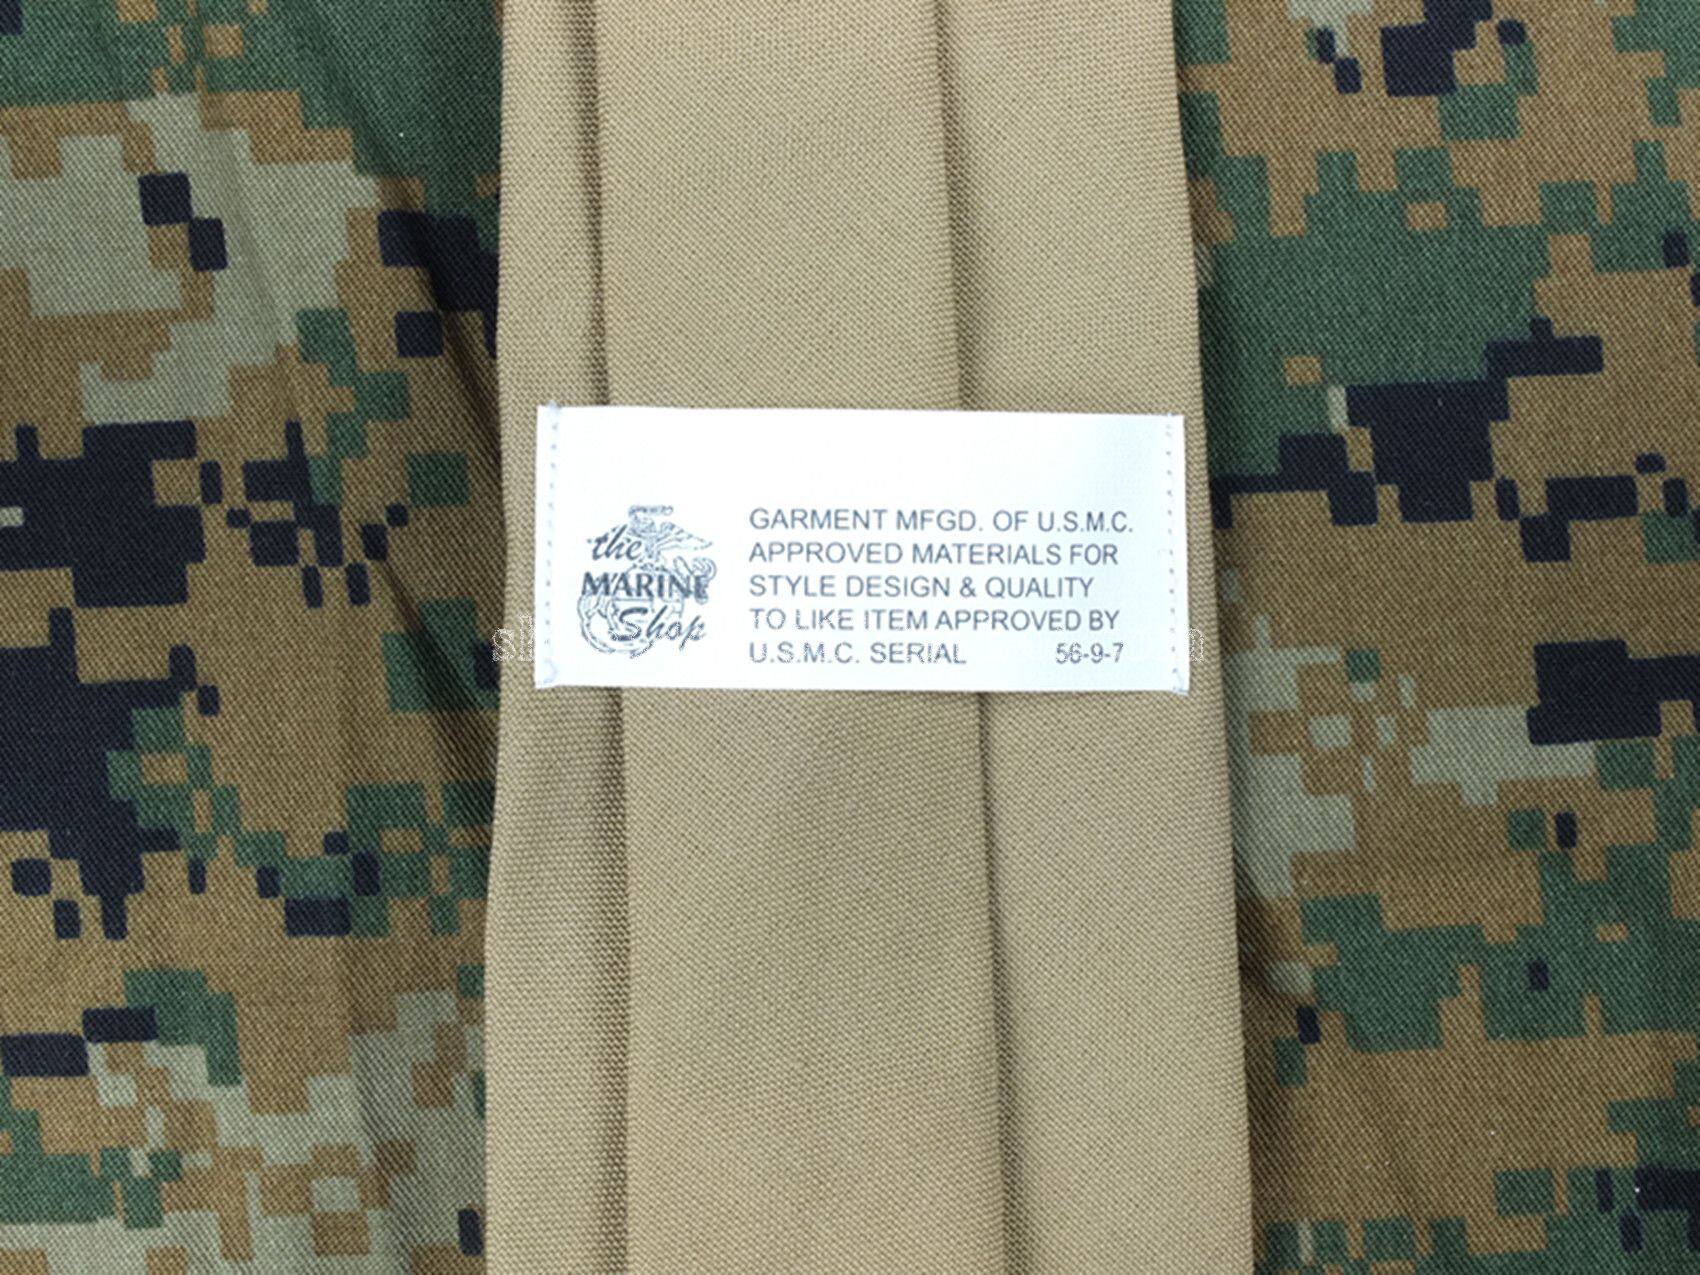 the
MARINE
Shop
GARMENT MFGD. OF U.S.M.C.
APPROVED MATERIALS FOR
STYLE DESIGN & QUALITY
TO LIKE ITEM APPROVED BY
U.S.M.C. SERIAL 56-9-7